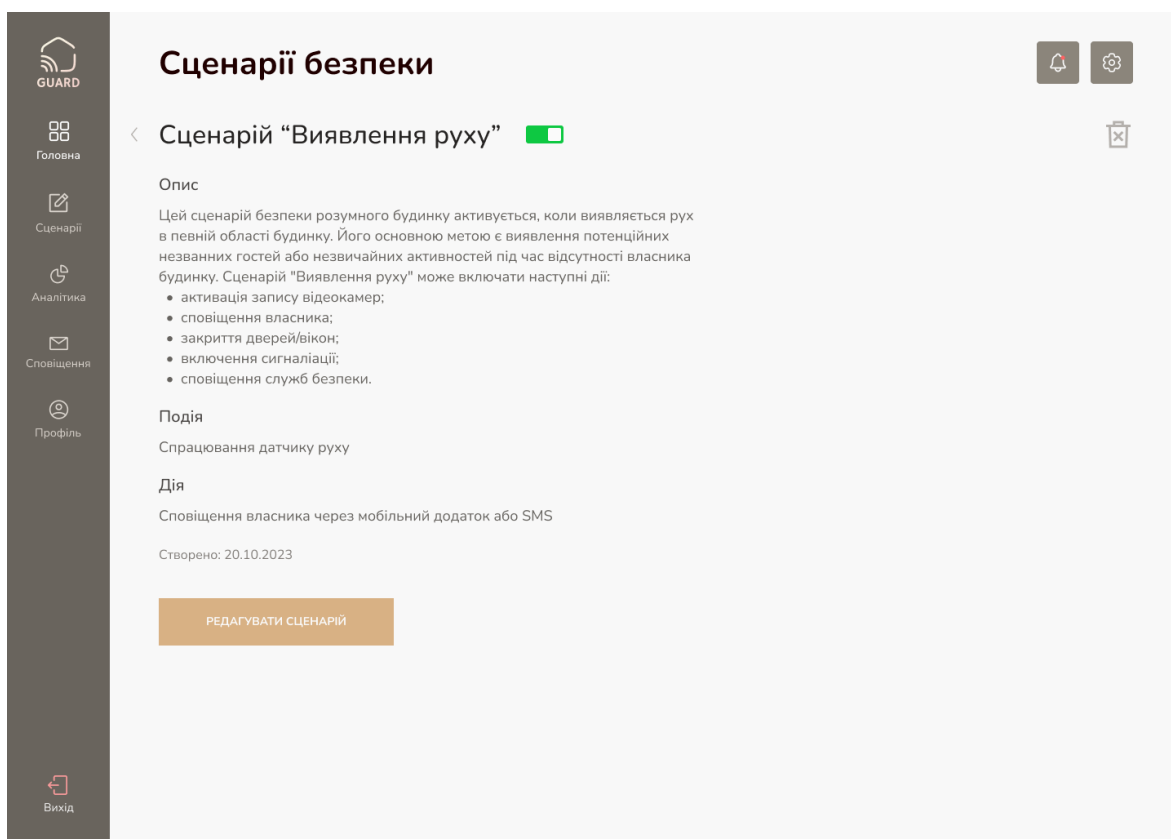 GUARD
Головна
Сценарії
Аналітика
Сповіщення
Профіль
Вихід
Сценарії безпеки
Сценарій “Виявлення руху”
Опис
Цей сценарій безпеки розумного будинку активується, коли виявляється рух
в певній області будинку. Його основною метою є виявлення потенційних
незванних гостей або незвичайних активностей під час відсутності власника
будинку. Сценарій "Виявлення руху" може включати наступні дії:
• активація запису відеокамер;
• сповіщення власника;
• закриття дверей/вікон;
• включення сигналіації;
• сповіщення служб безпеки.
Подія
Спрацювання датчику руху
Дія
Сповіщення власника через мобільний додаток або SMS
Створено: 20.10.2023
РЕДАГУВАТИ СЦЕНАРІЙ